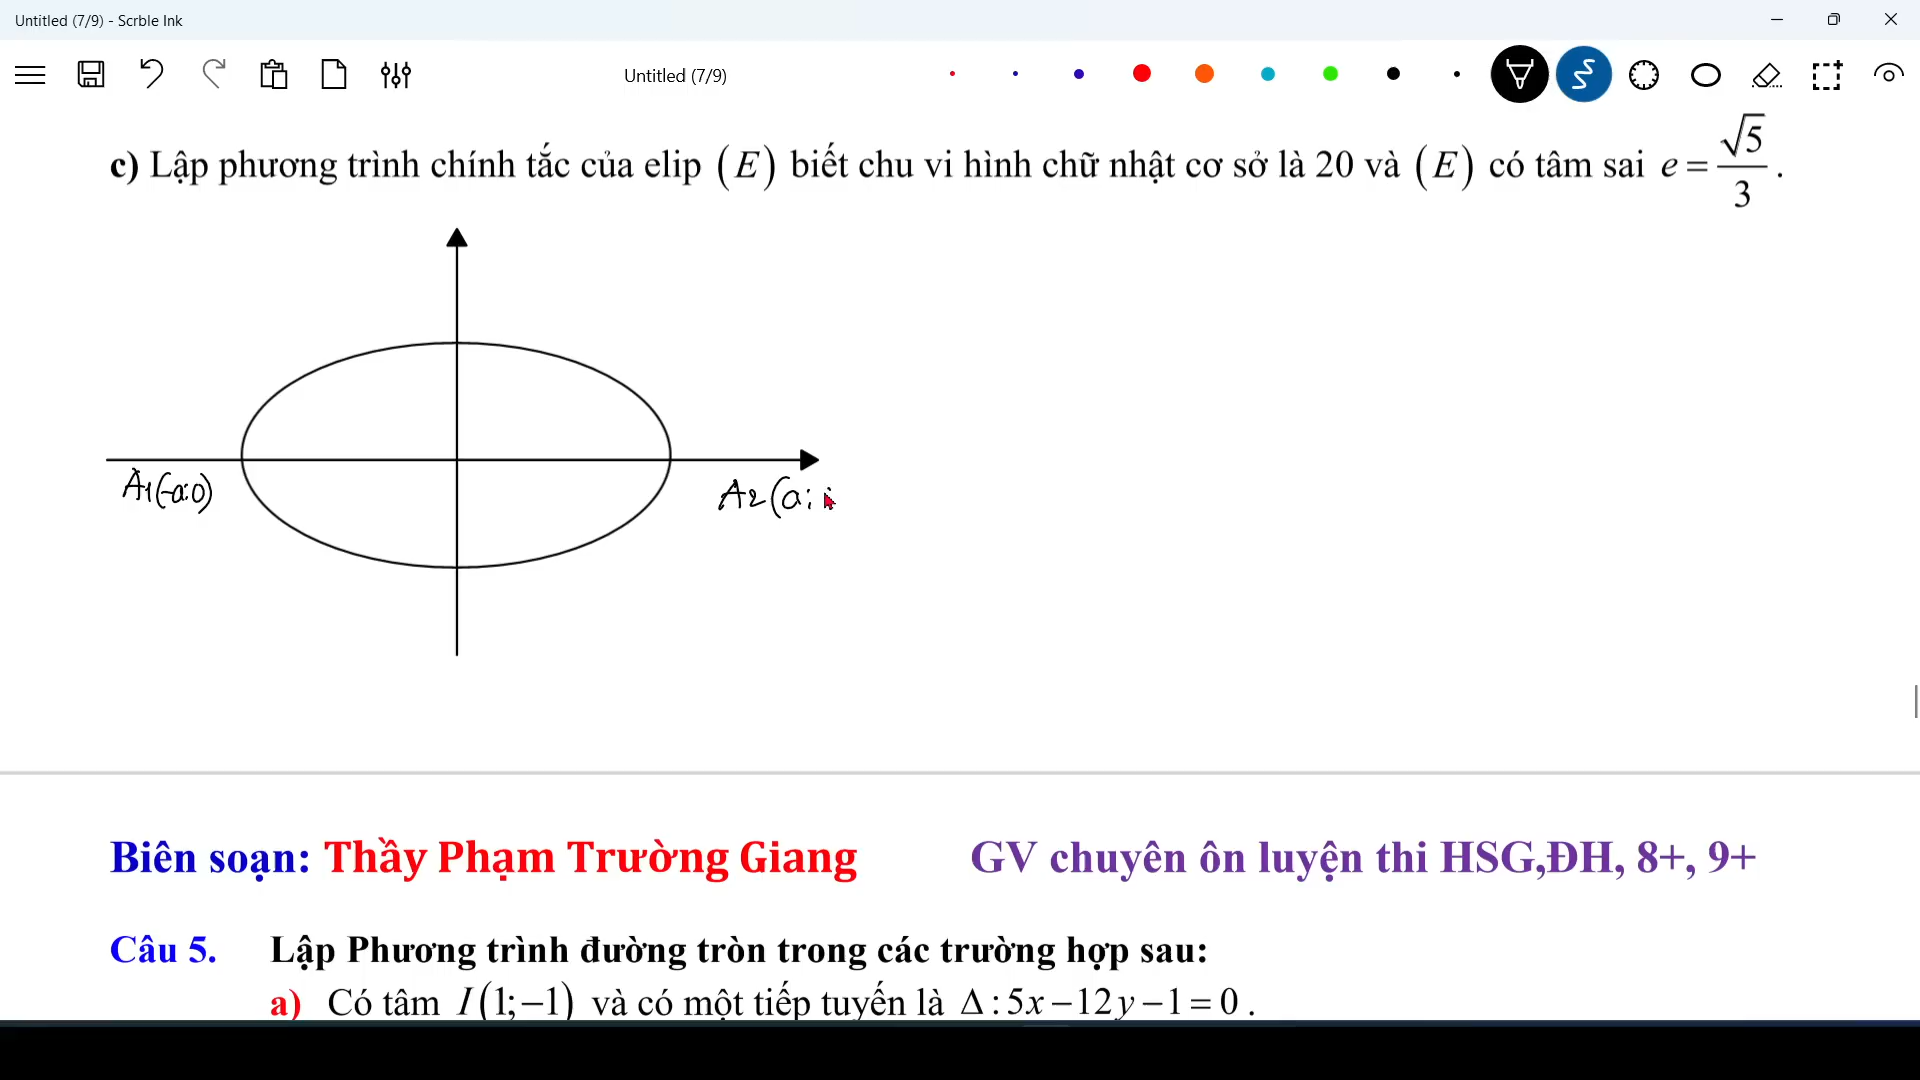 Untitled (7/9) - Scrble Ink
Untitled (7/9)
c) Lập phương trình chính tắc của elip (E) biết chu vi hình chữ nhật cơ sở là 20 và (E) có tâm sai e = √5/3 .
A1(-a;0)
A2(a;
Biên soạn: Thầy Phạm Trường Giang GV chuyên ôn luyện thi HSG,ĐH, 8+, 9+
Câu 5. Lập Phương trình đường tròn trong các trường hợp sau:
a) Có tâm I(1;−1) và có một tiếp tuyến là Δ : 5x − 12y − 1 = 0 .